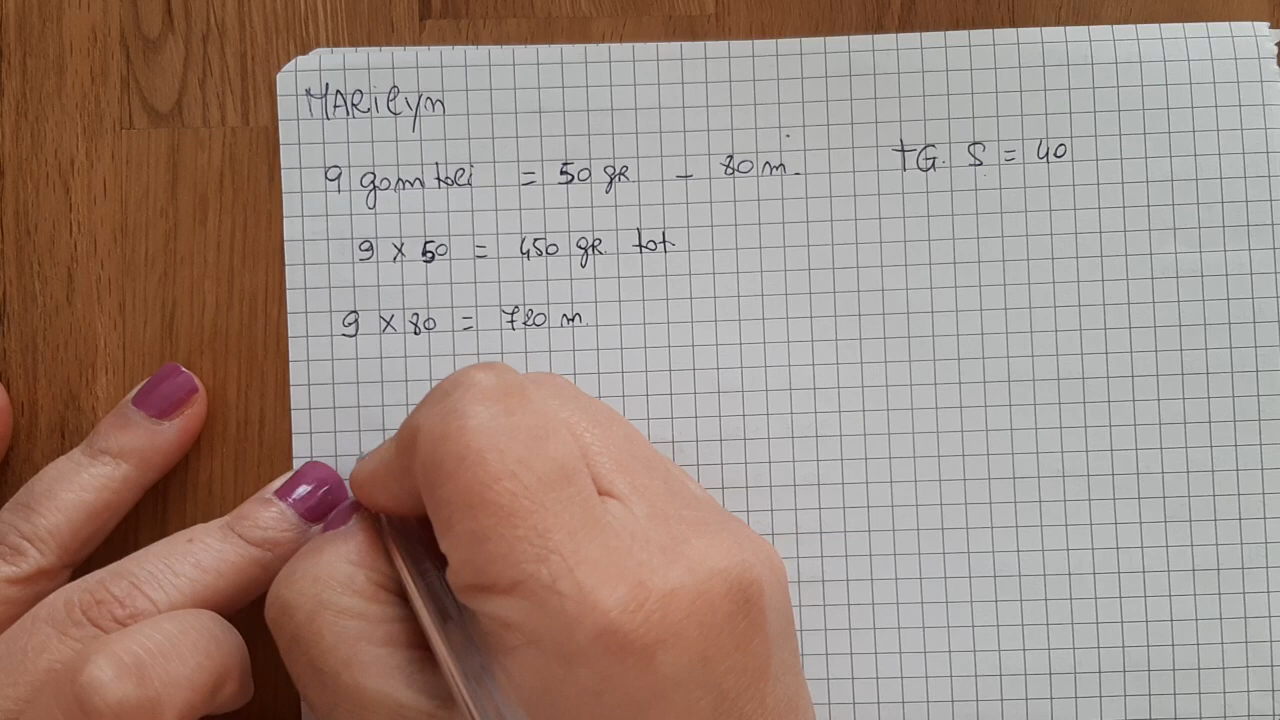 MARilyn
9 gomitoli = 50 gR - 80 m. TG. S = 40
9 x 50 = 450 gR. tot
9 x 80 = 720 m.